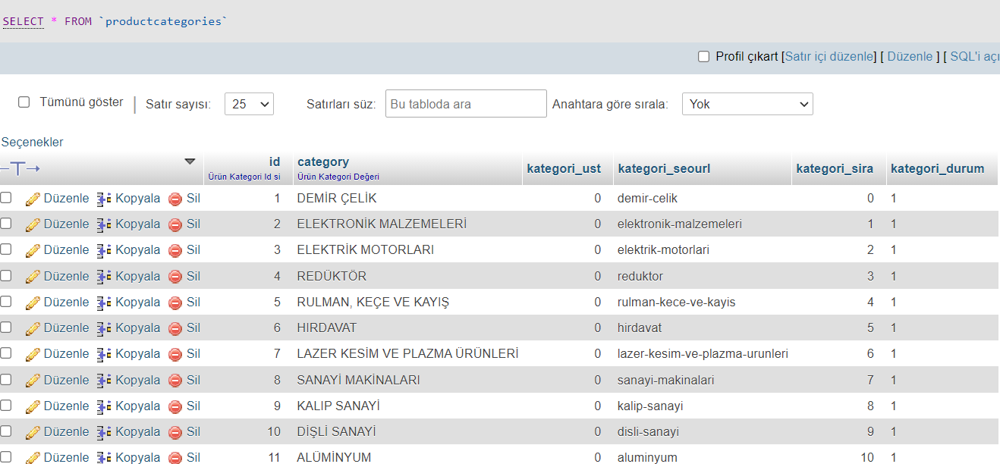 SELECT * FROM `productcategories`
Profil çıkart [Satır içi düzenle] [ Düzenle ] [ SQL'i açı
Tümünü göster | Satır sayısı: 25 Satırları süz: Bu tabloda ara Anahtara göre sırala: Yok
Seçenekler
id category kategori_ust kategori_seourl kategori_sira kategori_durum
Ürün Kategori Id si Ürün Kategori Değeri
Düzenle Kopyala Sil 1 DEMİR ÇELİK 0 demir-celik 0 1
Düzenle Kopyala Sil 2 ELEKTRONİK MALZEMELERİ 0 elektronik-malzemeleri 1 1
Düzenle Kopyala Sil 3 ELEKTRİK MOTORLARI 0 elektrik-motorlari 2 1
Düzenle Kopyala Sil 4 REDÜKTÖR 0 reduktor 3 1
Düzenle Kopyala Sil 5 RULMAN, KEÇE VE KAYIŞ 0 rulman-kece-ve-kayis 4 1
Düzenle Kopyala Sil 6 HIRDAVAT 0 hirdavat 5 1
Düzenle Kopyala Sil 7 LAZER KESİM VE PLAZMA ÜRÜNLERİ 0 lazer-kesim-ve-plazma-urunleri 6 1
Düzenle Kopyala Sil 8 SANAYİ MAKİNALARI 0 sanayi-makinalari 7 1
Düzenle Kopyala Sil 9 KALIP SANAYİ 0 kalip-sanayi 8 1
Düzenle Kopyala Sil 10 DİŞLİ SANAYİ 0 disli-sanayi 9 1
Düzenle Kopyala Sil 11 ALÜMİNYUM 0 aluminyum 10 1